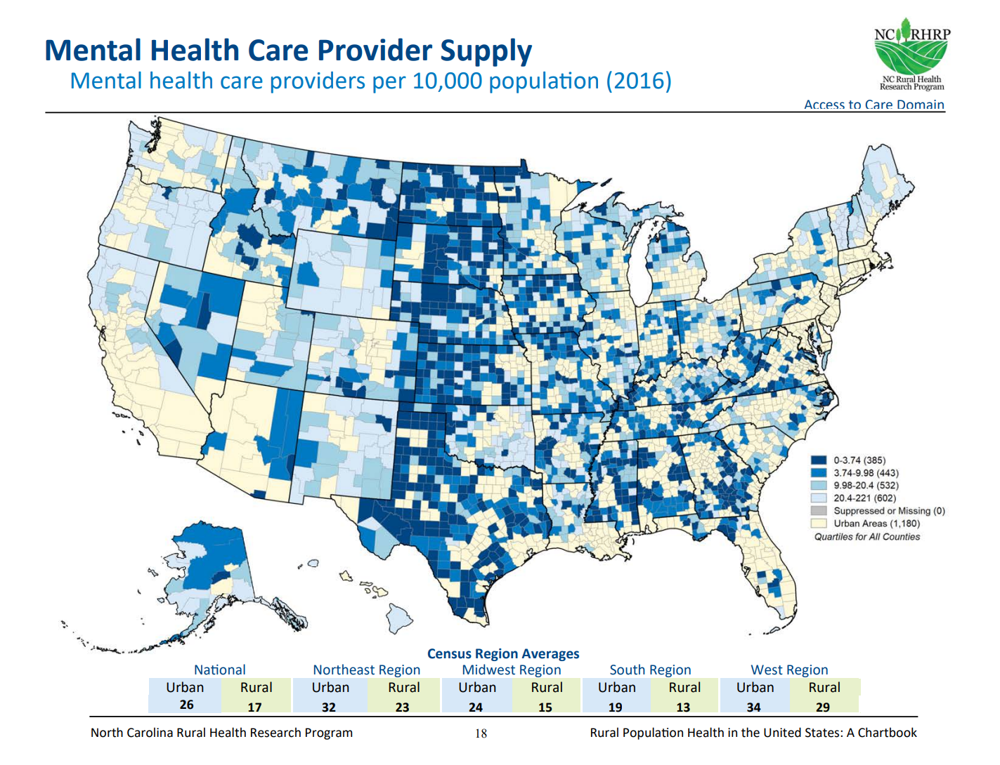 Mental Health Care Provider Supply
Mental health care providers per 10,000 population (2016)
NC RHRP
NC Rural Health
Research Program
Access to Care Domain
0-3.74 (385)
3.74-9.98 (443)
9.98-20.4 (532)
20.4-221 (602)
Suppressed or Missing (0)
Urban Areas (1,180)
Quartiles for All Counties
Census Region Averages
National Northeast Region Midwest Region South Region West Region
Urban Rural Urban Rural Urban Rural Urban Rural Urban Rural
26 17 32 23 24 15 19 13 34 29
North Carolina Rural Health Research Program 18 Rural Population Health in the United States: A Chartbook